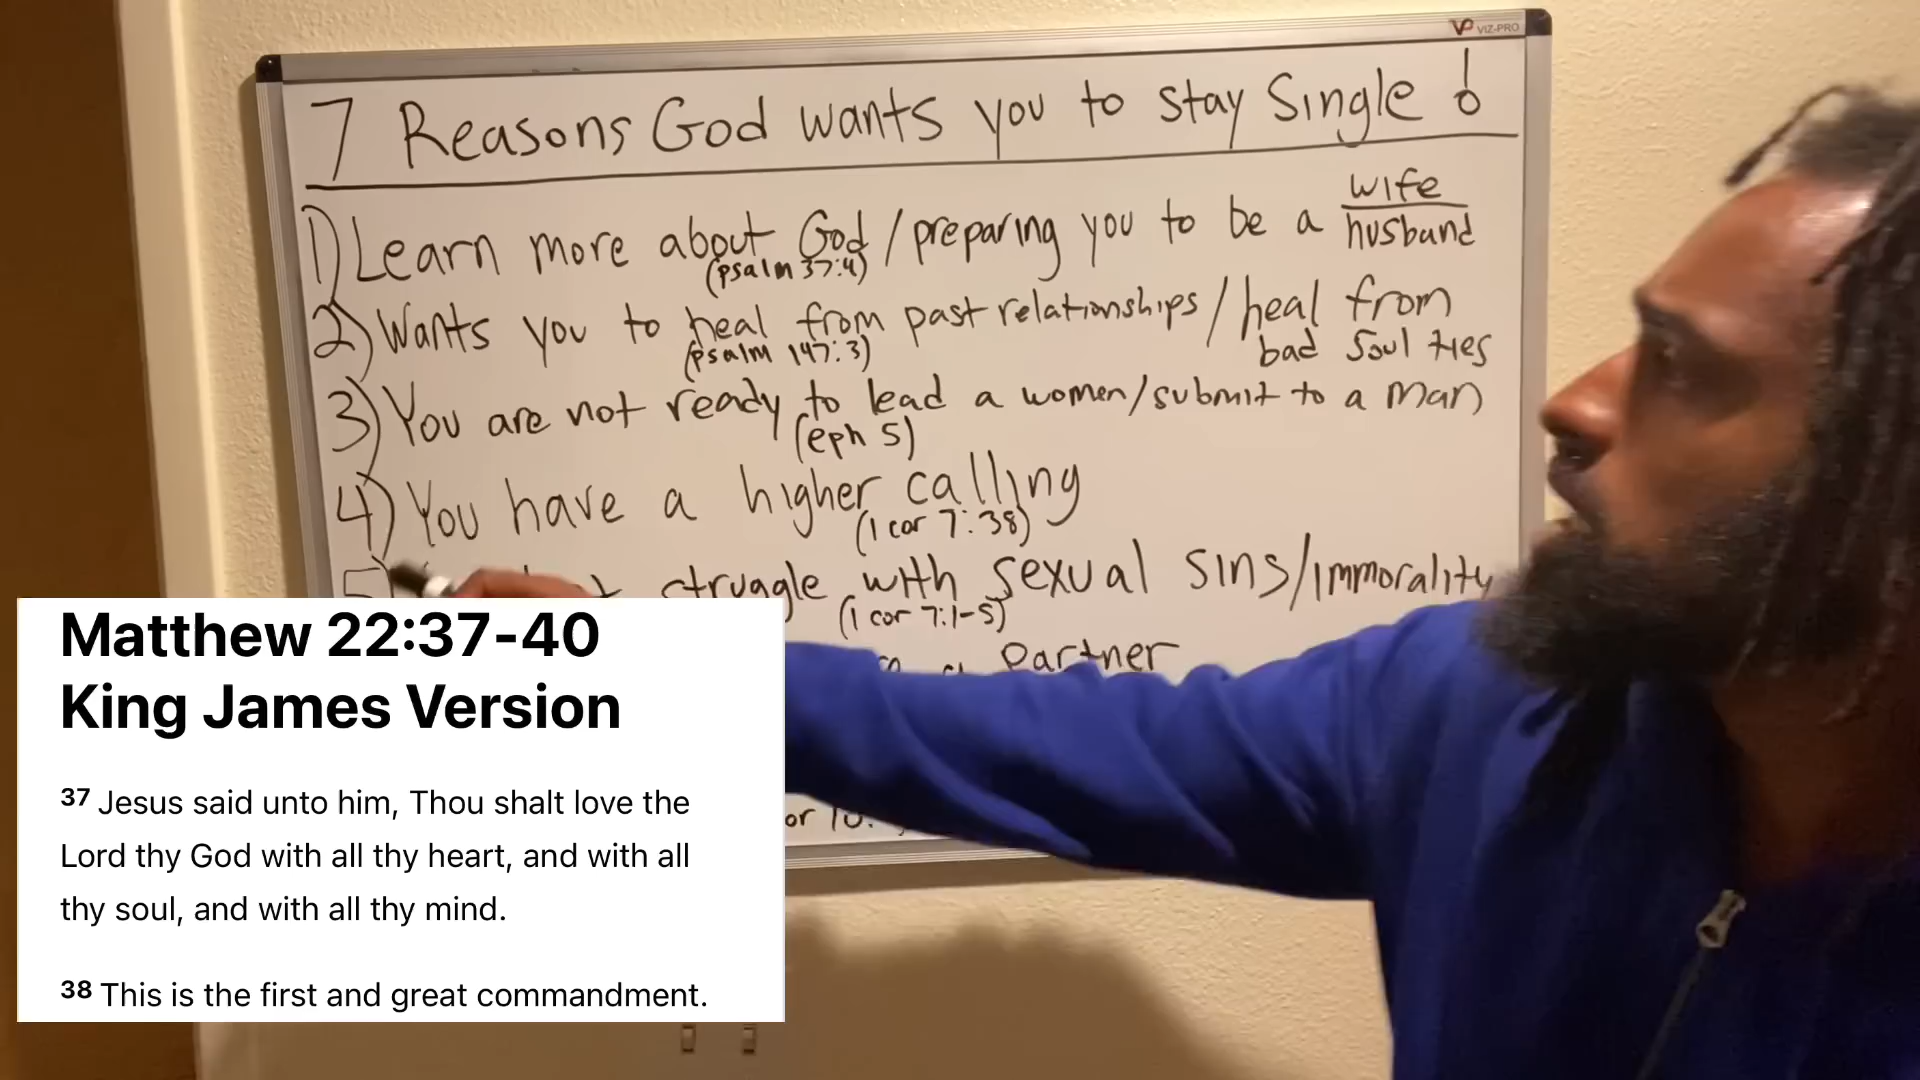 VIZ-PRO
7 Reasons God wants you to stay Single !
1) Learn more about God / preparing you to be a wife
husband
(psalm 37:4)
2) Wants you to heal from past relationships / heal from
bad soul ties
(psalm 147:3)
3) You are not ready to lead a women/submit to a man
(eph 5)
4) You have a higher calling
(1 cor 7:38)
5) struggle with sexual sins/immorality
(1 cor 7:1-5)
a Partner
or 10:
Matthew 22:37-40
King James Version
37 Jesus said unto him, Thou shalt love the
Lord thy God with all thy heart, and with all
thy soul, and with all thy mind.
38 This is the first and great commandment.